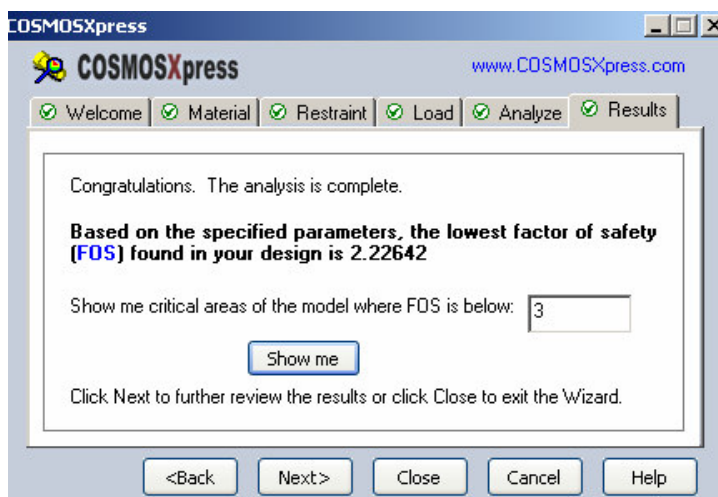 COSMOSXpress
COSMOSXpress
www.COSMOSXpress.com
Welcome Material Restraint Load Analyze Results
Congratulations. The analysis is complete.
Based on the specified parameters, the lowest factor of safety
(FOS) found in your design is 2.22642
Show me critical areas of the model where FOS is below: 3
Show me
Click Next to further review the results or click Close to exit the Wizard.
<Back Next> Close Cancel Help